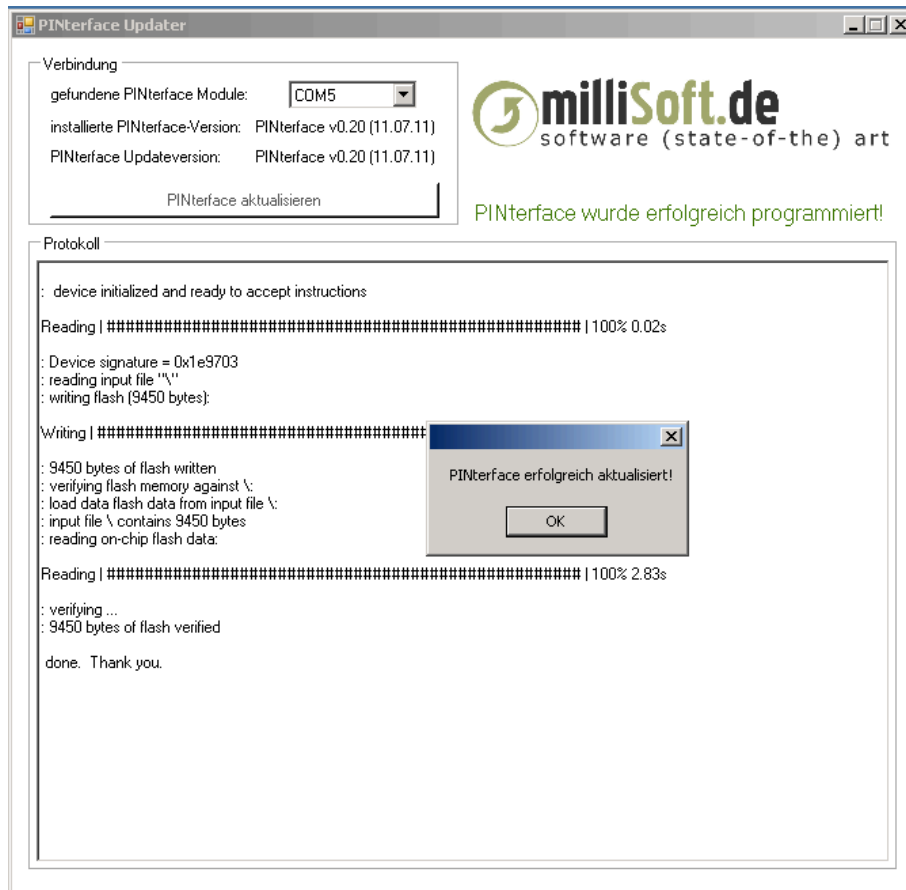 PINterface Updater
Verbindung
gefundene PINterface Module: COM5
installierte PINterface-Version: PINterface v0.20 (11.07.11)
PINterface Updateversion: PINterface v0.20 (11.07.11)
PINterface aktualisieren
milliSoft.de
software (state-of-the) art
PINterface wurde erfolgreich programmiert!
Protokoll
: device initialized and ready to accept instructions
Reading | ################################################## | 100% 0.02s
: Device signature = 0x1e9703
: reading input file "\"
: writing flash (9450 bytes):
Writing | ###################################
: 9450 bytes of flash written
: verifying flash memory against \:
: load data flash data from input file \:
: input file \ contains 9450 bytes
: reading on-chip flash data:
Reading | ################################################## | 100% 2.83s
: verifying ...
: 9450 bytes of flash verified
done. Thank you.
PINterface erfolgreich aktualisiert!
OK